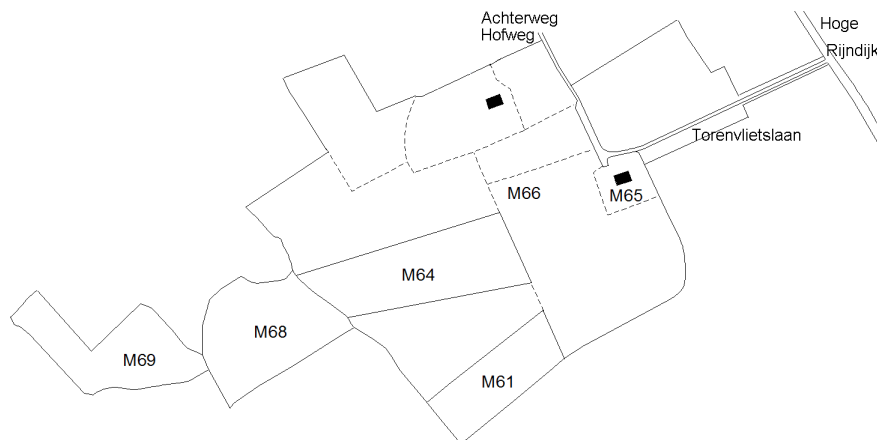 Achterweg
Hofweg
Hoge
Rijndijk
Torenvlietslaan
M66
M65
M64
M68
M69
M61